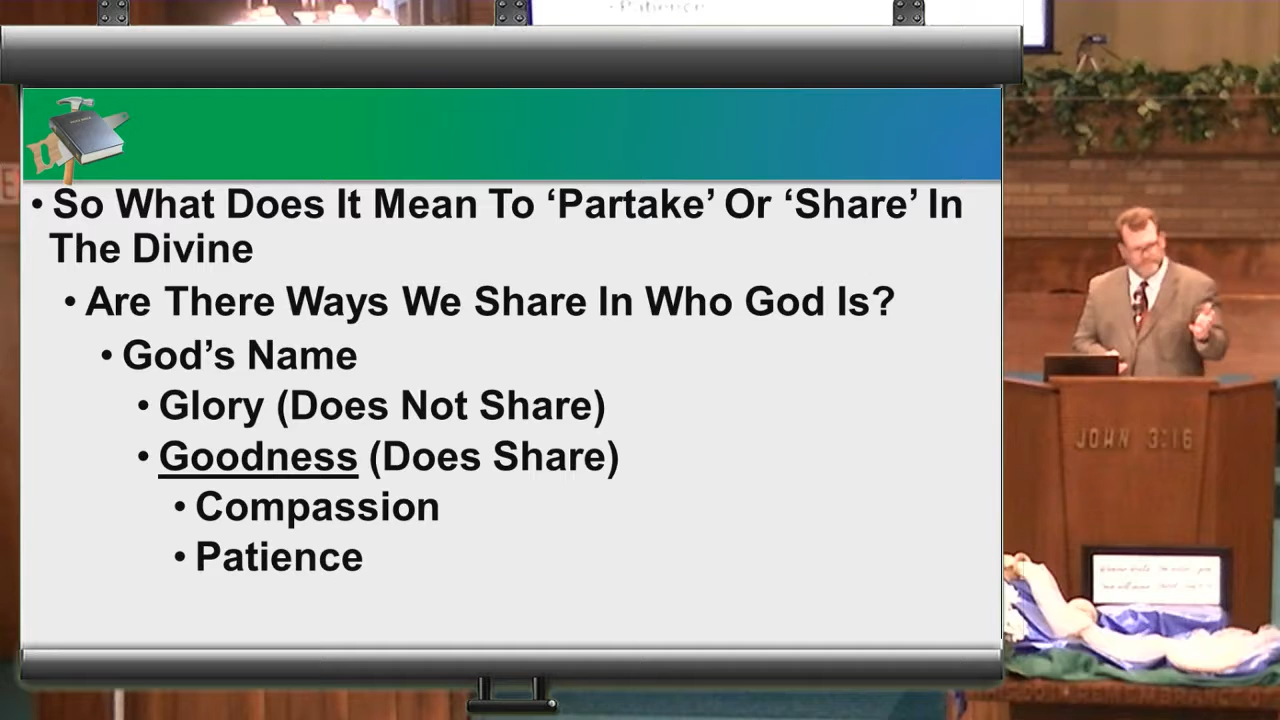 Patience
• So What Does It Mean To ‘Partake’ Or ‘Share’ In
The Divine
• Are There Ways We Share In Who God Is?
• God’s Name
• Glory (Does Not Share)
• Goodness (Does Share)
• Compassion
• Patience
JOHN 3:16